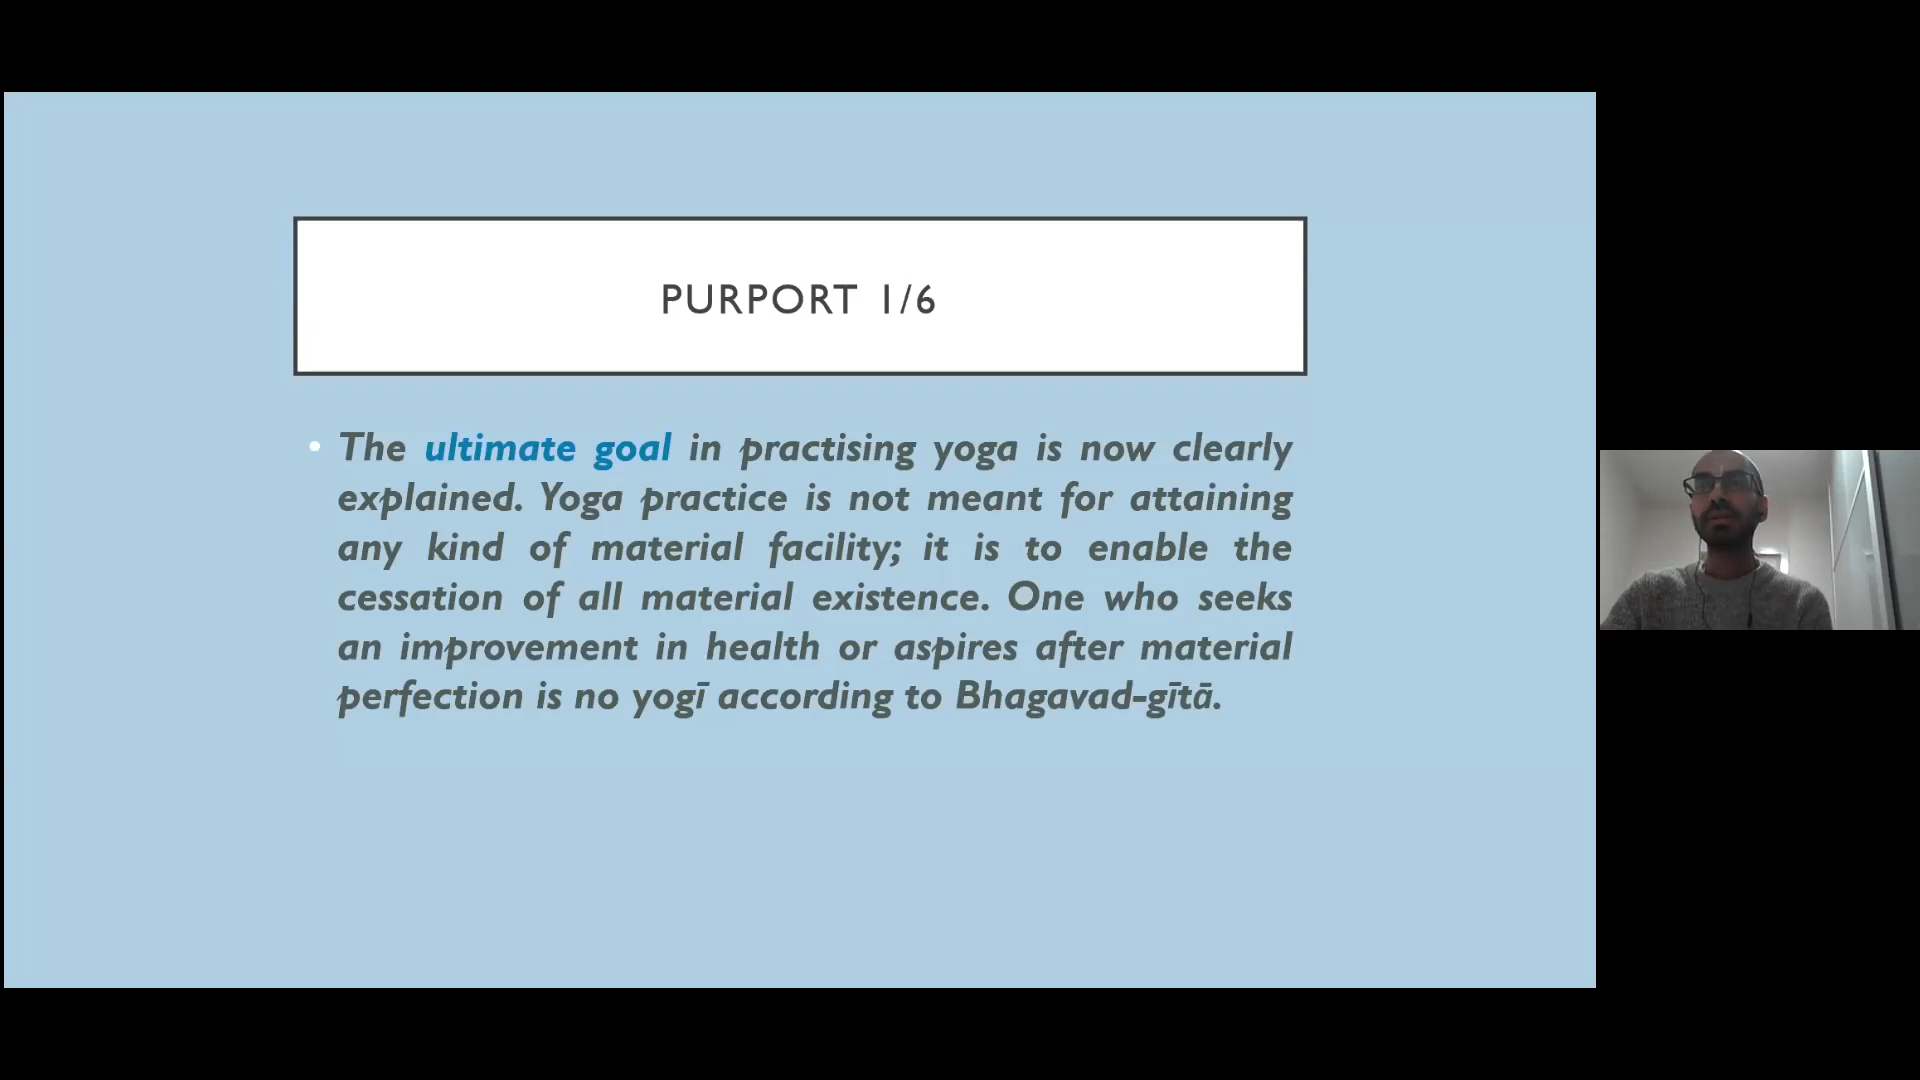 PURPORT 1/6
• The ultimate goal in practising yoga is now clearly
explained. Yoga practice is not meant for attaining
any kind of material facility; it is to enable the
cessation of all material existence. One who seeks
an improvement in health or aspires after material
perfection is no yogī according to Bhagavad-gītā.